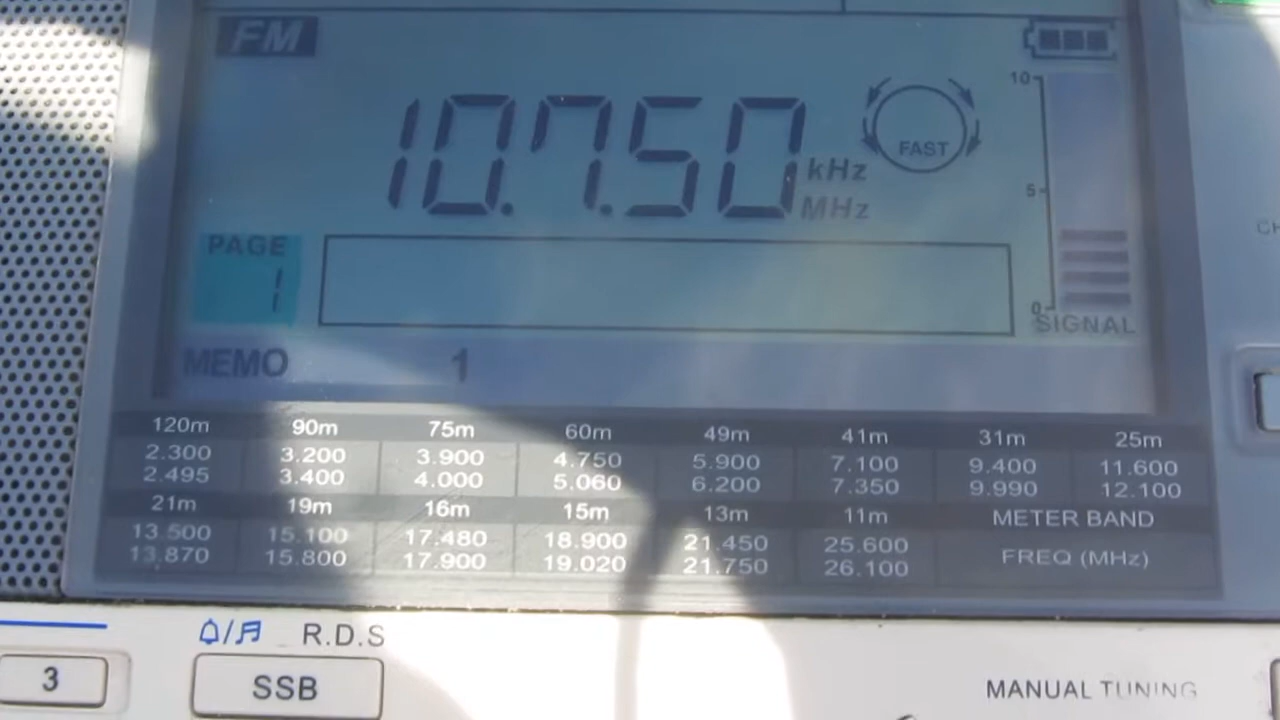 FM
10.7.50
kHz
MHz
FAST
10
5
0
SIGNAL
PAGE
1
MEMO 1
120m 90m 75m 60m 49m 41m 31m 25m
2.300 3.200 3.900 4.750 5.900 7.100 9.400 11.600
2.495 3.400 4.000 5.060 6.200 7.350 9.990 12.100
21m 19m 16m 15m 13m 11m METER BAND
13.500 15.100 17.480 18.900 21.450 25.600 FREQ (MHz)
13.870 15.800 17.900 19.020 21.750 26.100
R.D.S
3
SSB
MANUAL TUNING